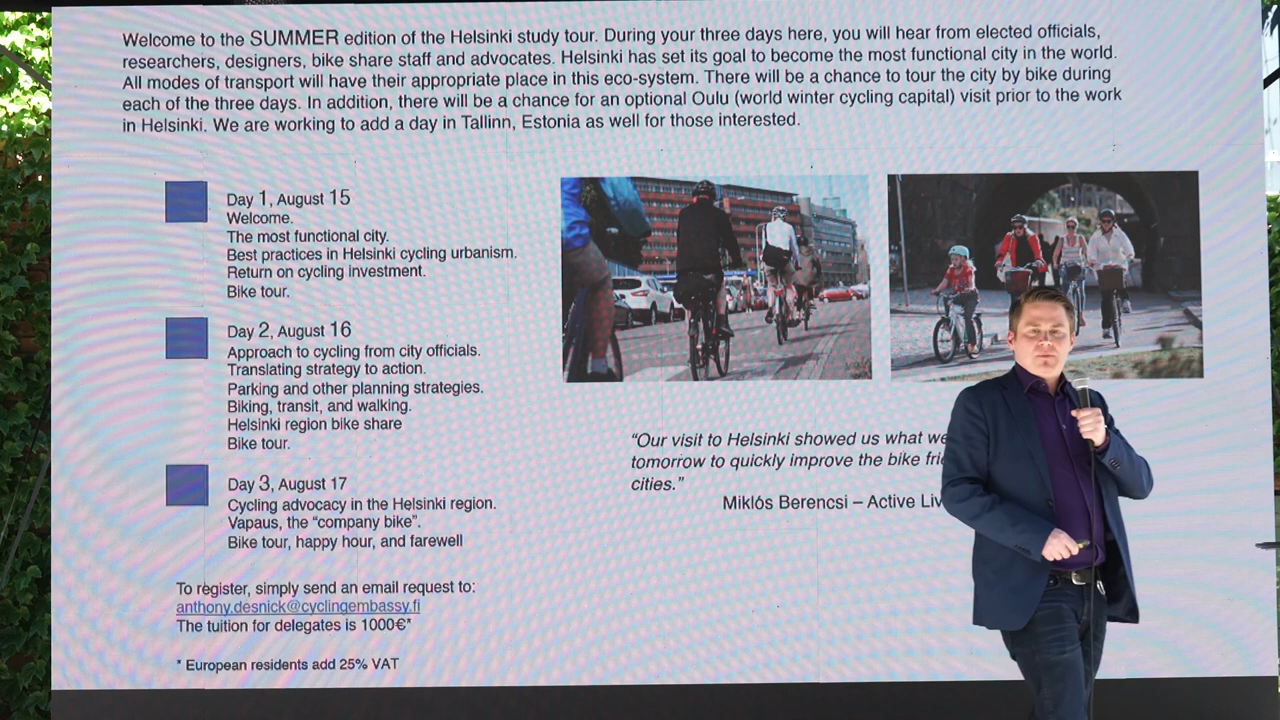 Welcome to the SUMMER edition of the Helsinki study tour. During your three days here, you will hear from elected officials,
researchers, designers, bike share staff and advocates. Helsinki has set its goal to become the most functional city in the world.
All modes of transport will have their appropriate place in this eco-system. There will be a chance to tour the city by bike during
each of the three days. In addition, there will be a chance for an optional Oulu (world winter cycling capital) visit prior to the work
in Helsinki. We are working to add a day in Tallinn, Estonia as well for those interested.
Day 1, August 15
Welcome.
The most functional city.
Best practices in Helsinki cycling urbanism.
Return on cycling investment.
Bike tour.
Day 2, August 16
Approach to cycling from city officials.
Translating strategy to action.
Parking and other planning strategies.
Biking, transit, and walking.
Helsinki region bike share
Bike tour.
Day 3, August 17
Cycling advocacy in the Helsinki region.
Vapaus, the “company bike”.
Bike tour, happy hour, and farewell
To register, simply send an email request to:
anthony.desnick@cyclingembassy.fi
The tuition for delegates is 1000€*
* European residents add 25% VAT
“Our visit to Helsinki showed us what we
tomorrow to quickly improve the bike
cities.”
Miklós Berencsi – Active